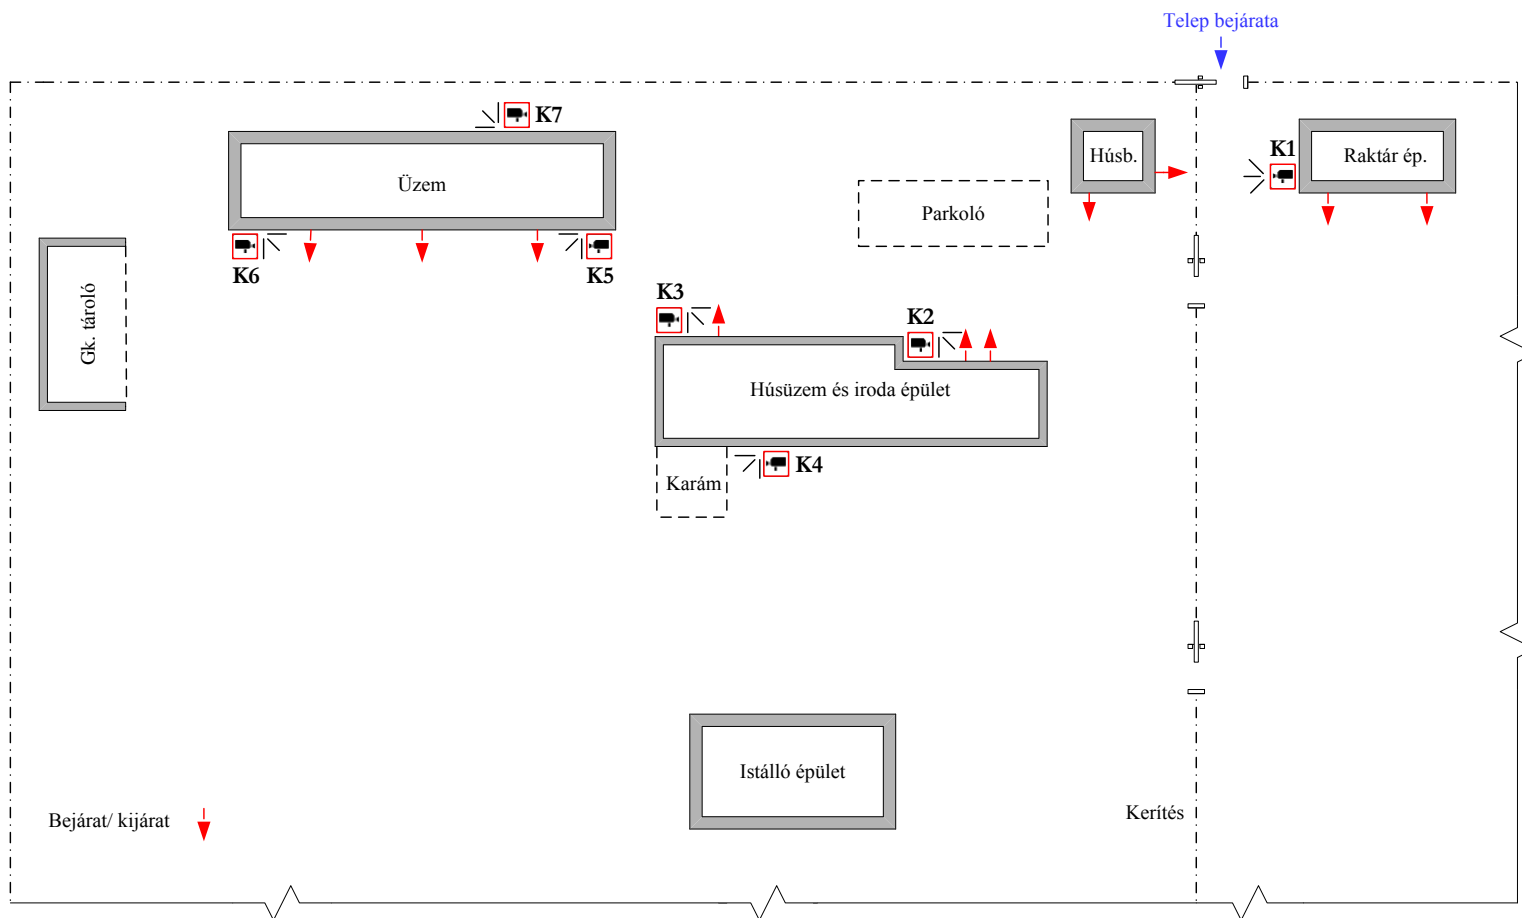 Telep bejárata
K7
Húsb.
K1
Raktár ép.
Üzem
Parkoló
K6
K5
Gk. tároló
K3
K2
Húsüzem és iroda épület
K4
Karám
Istálló épület
Bejárat/ kijárat
Kerítés